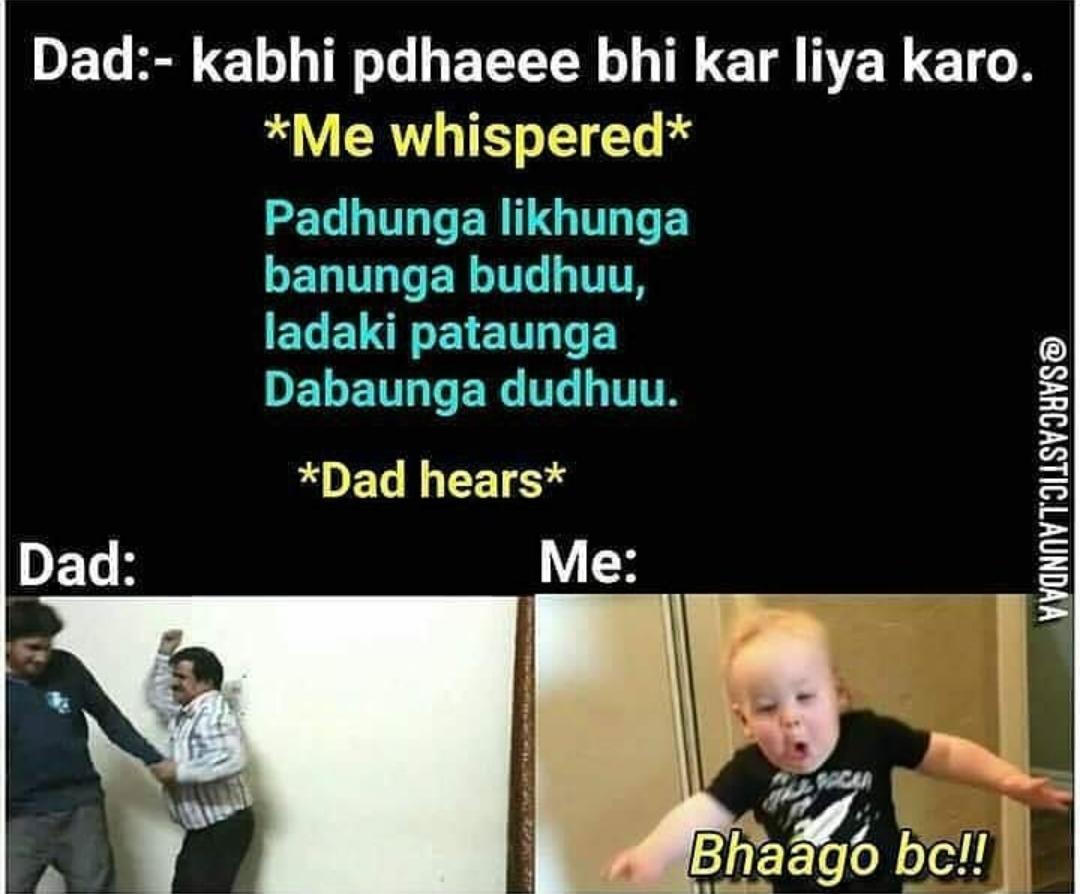 Dad:- kabhi pdhaeee bhi kar liya karo.
*Me whispered*
Padhunga likhunga
banunga budhuu,
ladaki pataunga
Dabaunga dudhuu.
*Dad hears*
Dad:
Me:
@SARCASTIC.LAUNDAA
Bhaago bc!!